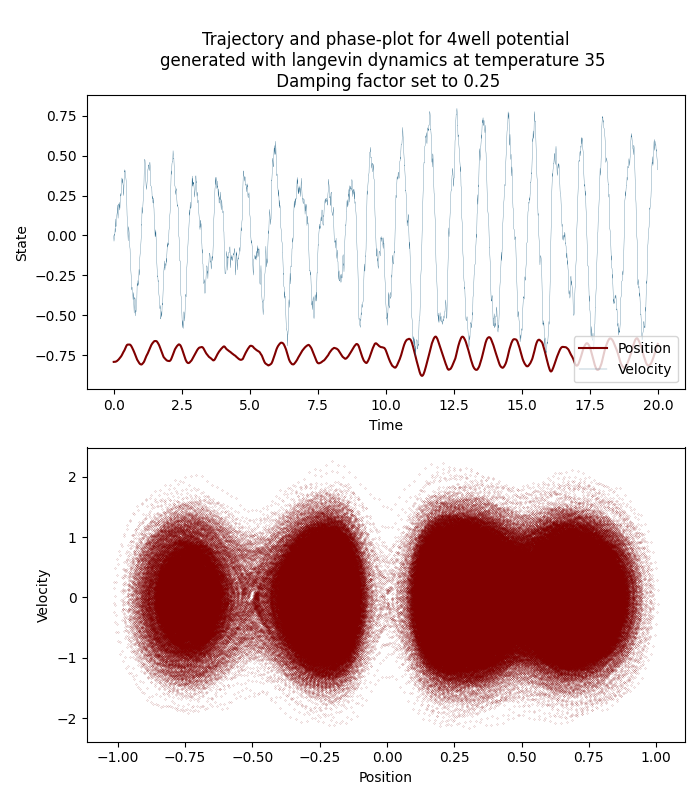 Trajectory and phase-plot for 4well potential
generated with langevin dynamics at temperature 35
Damping factor set to 0.25
0.75
0.50
0.25
0.00
−0.25
−0.50
−0.75
State
Position
Velocity
0.0 2.5 5.0 7.5 10.0 12.5 15.0 17.5 20.0
Time
2
1
0
−1
−2
Velocity
−1.00 −0.75 −0.50 −0.25 0.00 0.25 0.50 0.75 1.00
Position